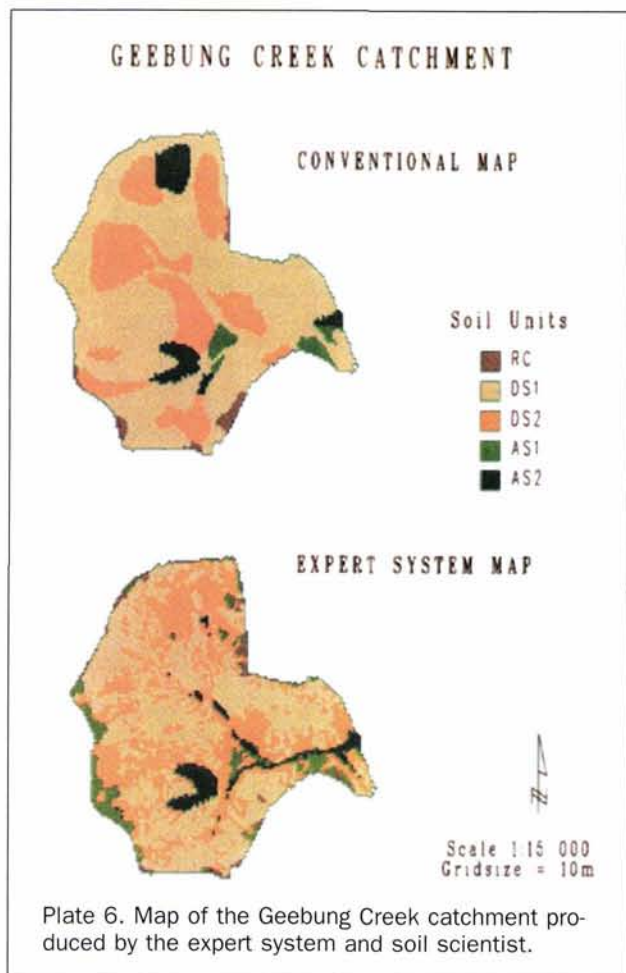 GEEBUNG CREEK CATCHMENT
CONVENTIONAL MAP
Soil Units
RC
DS1
DS2
AS1
AS2
EXPERT SYSTEM MAP
Scale 1:15 000
Gridsize = 10m
Plate 6. Map of the Geebung Creek catchment pro-
duced by the expert system and soil scientist.